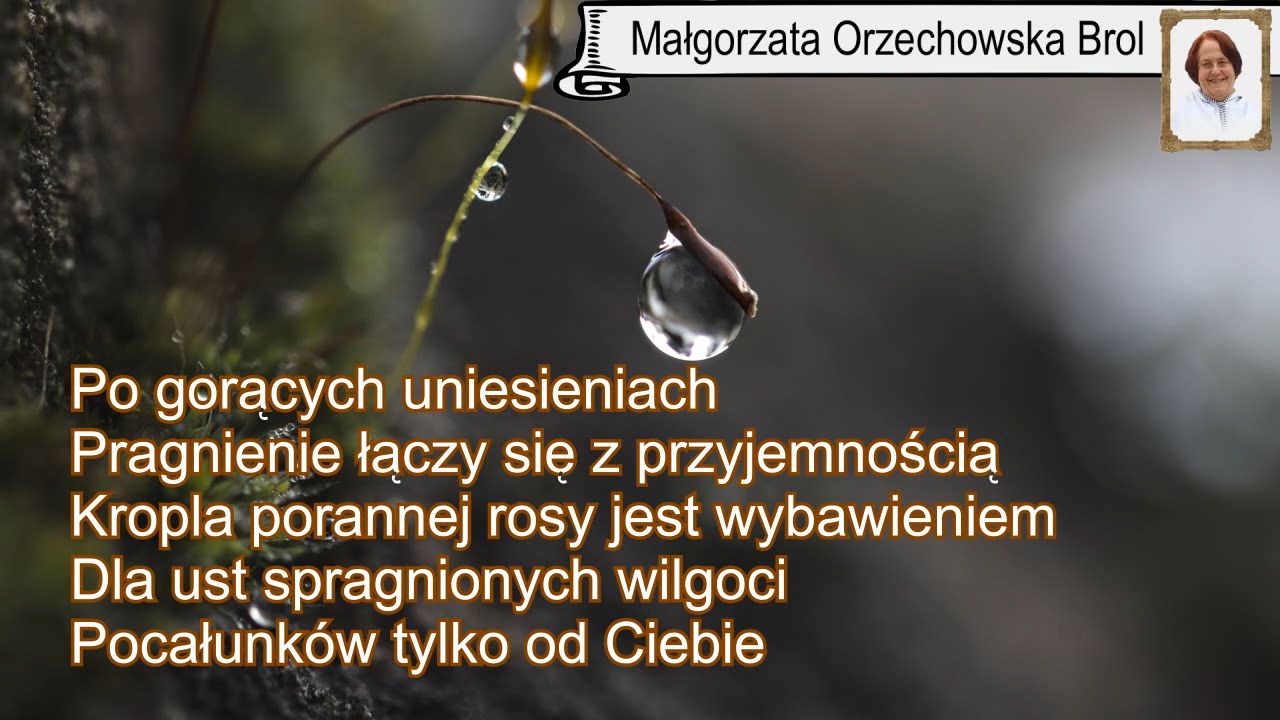 Małgorzata Orzechowska Brol
Po gorących uniesieniach
Pragnienie łączy się z przyjemnością
Kropla porannej rosy jest wybawieniem
Dla ust spragnionych wilgoci
Pocałunków tylko od Ciebie